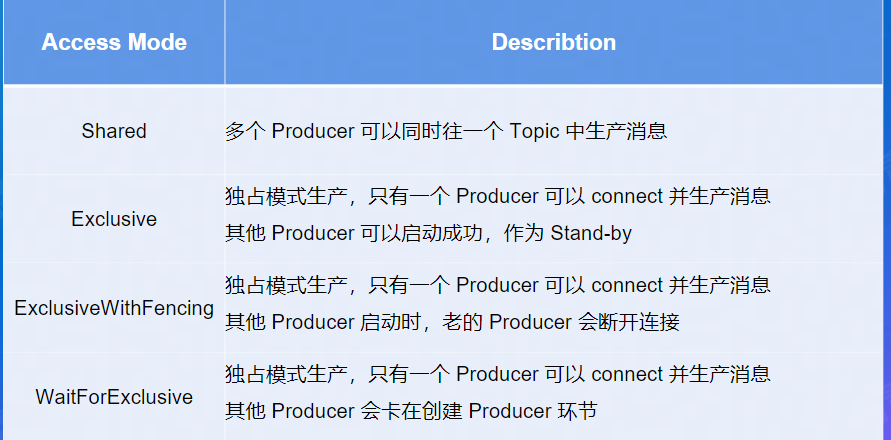 Access Mode
Describtion
Shared
多个 Producer 可以同时往一个 Topic 中生产消息
Exclusive
独占模式生产，只有一个 Producer 可以 connect 并生产消息
其他 Producer 可以启动成功，作为 Stand-by
ExclusiveWithFencing
独占模式生产，只有一个 Producer 可以 connect 并生产消息
其他 Producer 启动时，老的 Producer 会断开连接
WaitForExclusive
独占模式生产，只有一个 Producer 可以 connect 并生产消息
其他 Producer 会卡在创建 Producer 环节